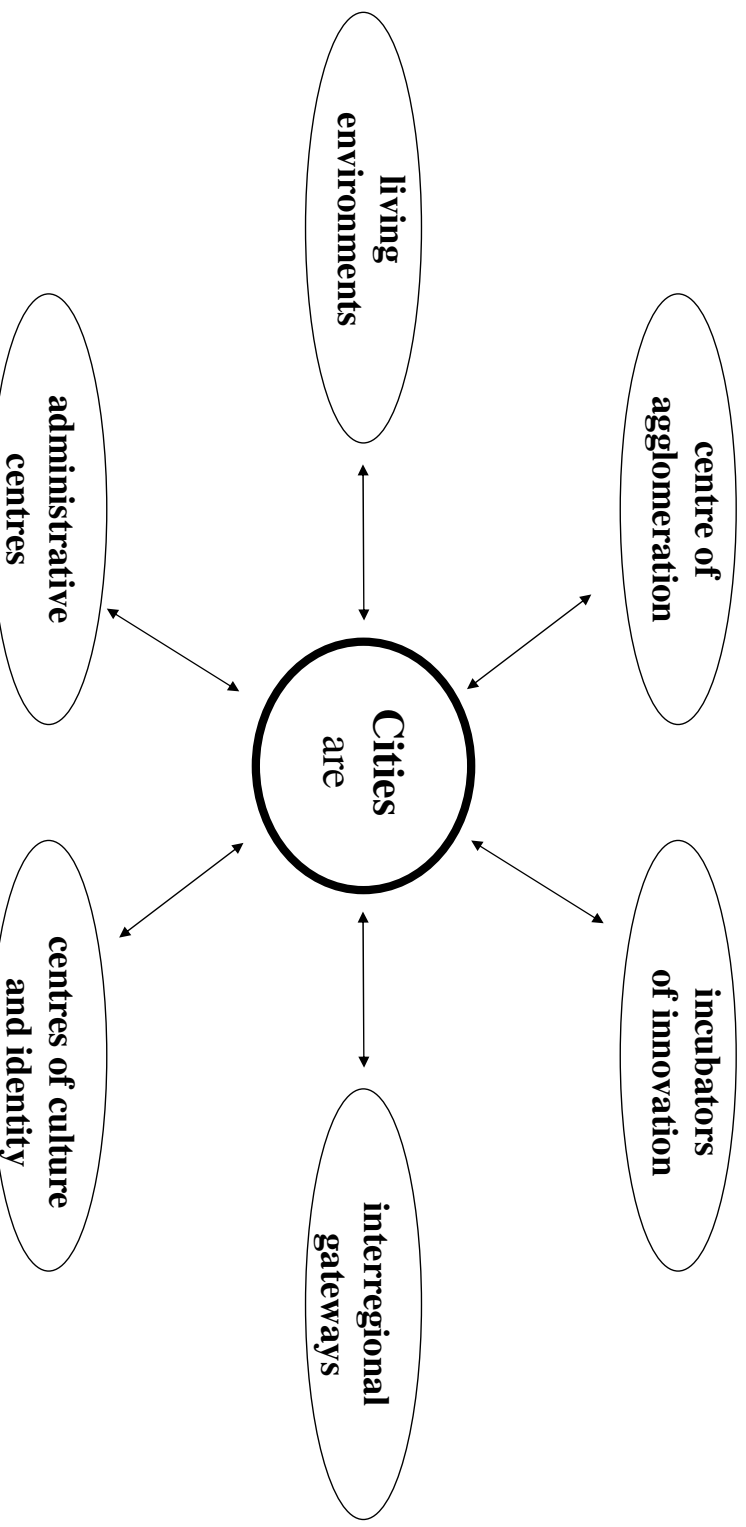 centre of
agglomeration
incubators
of innovation
living
environments
Cities
are
interregional
gateways
administrative
centres
centres of culture
and identity